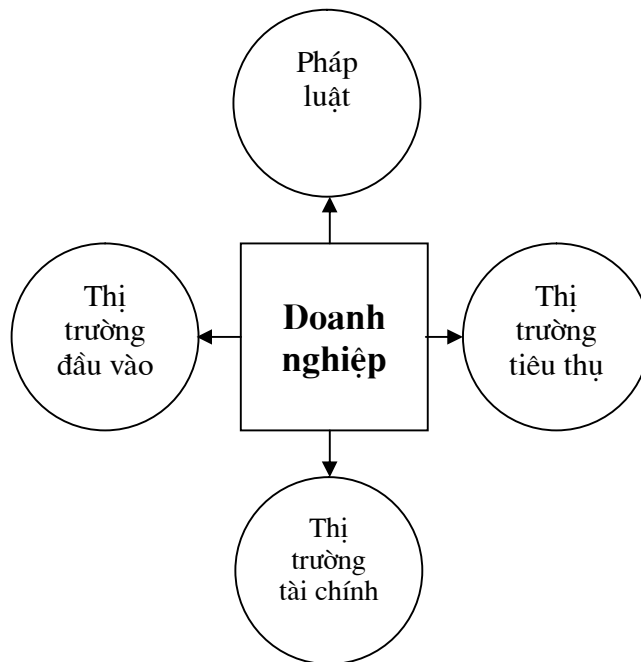 Pháp
luật
Thị
trường
đầu vào
Doanh
nghiệp
Thị
trường
tiêu thụ
Thị
trường
tài chính